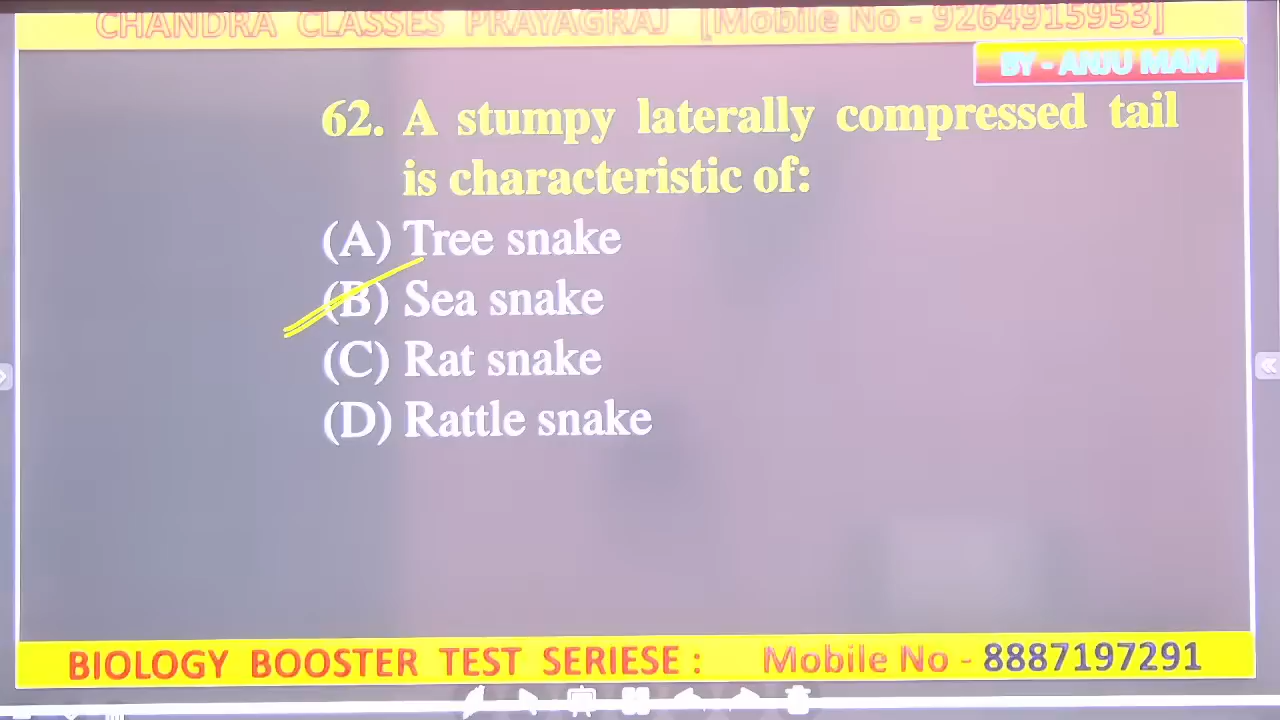 CHANDRA CLASSES PRAYAGRAJ [Mobile No - 9264915953]
BY - ANJU MAM
62. A stumpy laterally compressed tail
is characteristic of:
(A) Tree snake
(B) Sea snake
(C) Rat snake
(D) Rattle snake
BIOLOGY BOOSTER TEST SERIESE : Mobile No - 8887197291